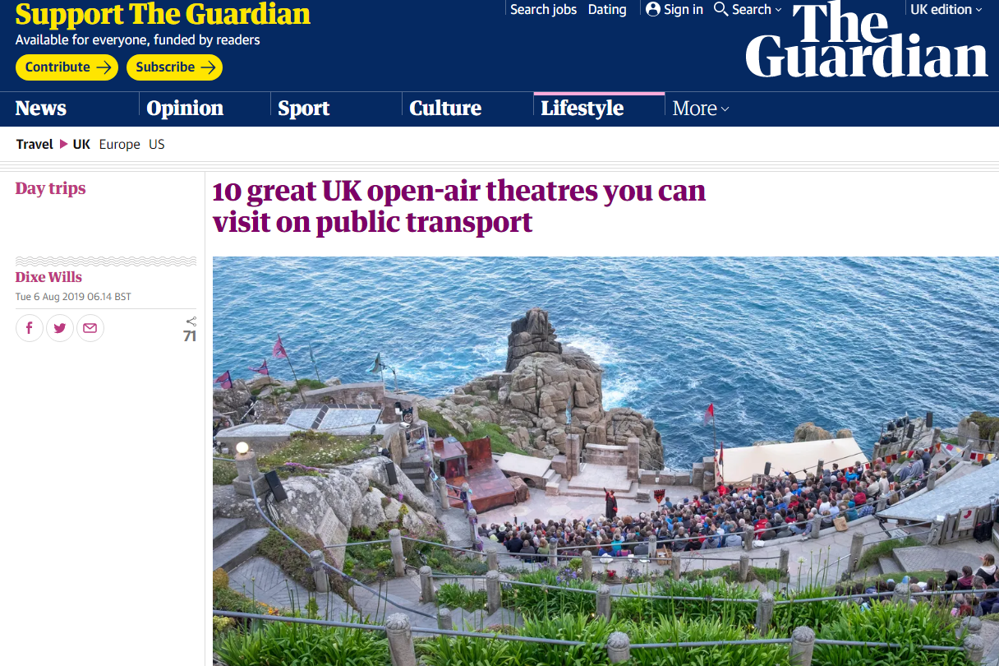 Support The Guardian
Available for everyone, funded by readers
Contribute
Subscribe
Search jobs
Dating
Sign in
Search
UK edition
The
Guardian
News
Opinion
Sport
Culture
Lifestyle
More
Travel
UK
Europe
US
Day trips
10 great UK open-air theatres you can
visit on public transport
Dixe Wills
Tue 6 Aug 2019 06.14 BST
71